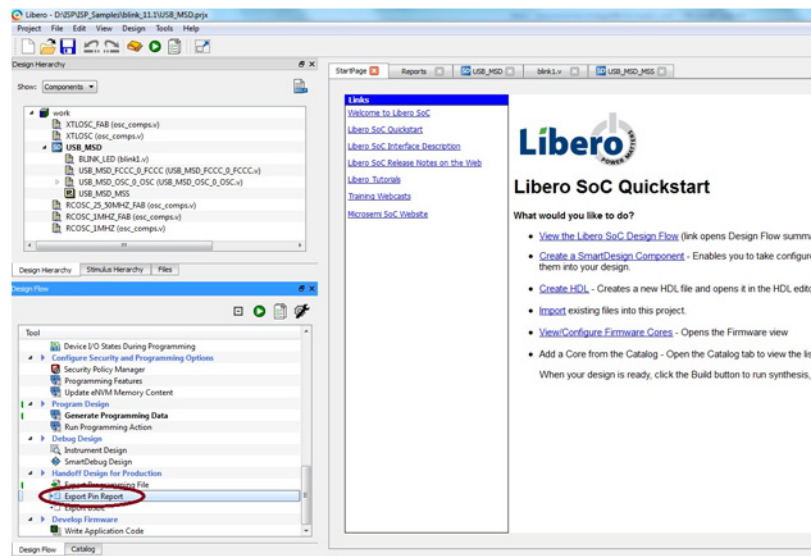 Libero - D:\ISP\ISP_Samples\blink_11.1\USB_MSD.prjx
Project File Edit View Design Tools Help
Design Hierarchy
Show: Components
work
XTLOSC_FAB (osc_comps.v)
XTLOSC (osc_comps.v)
USB_MSD
BLINK_LED (blink1.v)
USB_MSD_FCCC_0_FCCC (USB_MSD_FCCC_0_FCCC.v)
USB_MSD_OSC_0_OSC (USB_MSD_OSC_0_OSC.v)
USB_MSD_MSS
RCOSC_25_50MHZ_FAB (osc_comps.v)
RCOSC_1MHZ_FAB (osc_comps.v)
RCOSC_1MHZ (osc_comps.v)
Design Hierarchy Stimulus Hierarchy Files
Design Flow
Tool
Device I/O States During Programming
Configure Security and Programming Options
Security Policy Manager
Programming Features
Update eNVM Memory Content
Program Design
Generate Programming Data
Run Programming Action
Debug Design
Instrument Design
SmartDebug Design
Handoff Design for Production
Export Programming File
Export Pin Report
Export BSDL
Develop Firmware
Write Application Code
Design Flow Catalog
StartPage Reports USB_MSD blink1.v USB_MSD_MSS
Links
Welcome to Libero SoC
Libero SoC Quickstart
Libero SoC Interface Description
Libero SoC Release Notes on the Web
Libero Tutorials
Training Webcasts
Microsemi SoC Website
Libero
POWER MATTERS
Libero SoC Quickstart
What would you like to do?
View the Libero SoC Design Flow (link opens Design Flow summa
Create a SmartDesign Component - Enables you to take configure
them into your design.
Create HDL - Creates a new HDL file and opens it in the HDL edito
Import existing files into this project.
View/Configure Firmware Cores - Opens the Firmware view
Add a Core from the Catalog - Open the Catalog tab to view the lis
When your design is ready, click the Build button to run synthesis,